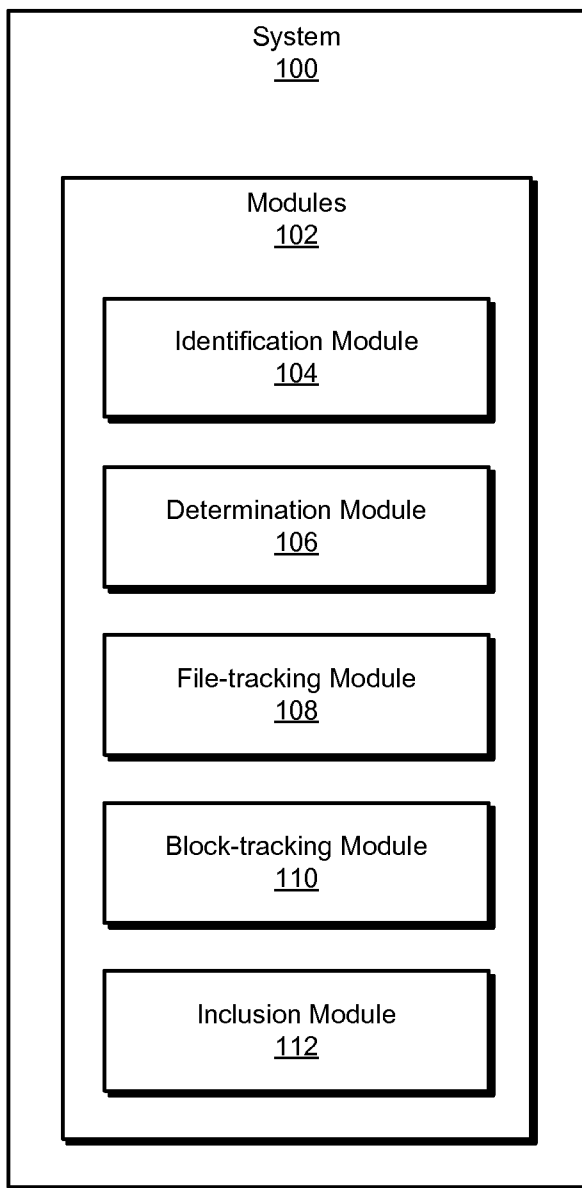 System
100
Modules
102
Identification Module
104
Determination Module
106
File-tracking Module
108
Block-tracking Module
110
Inclusion Module
112